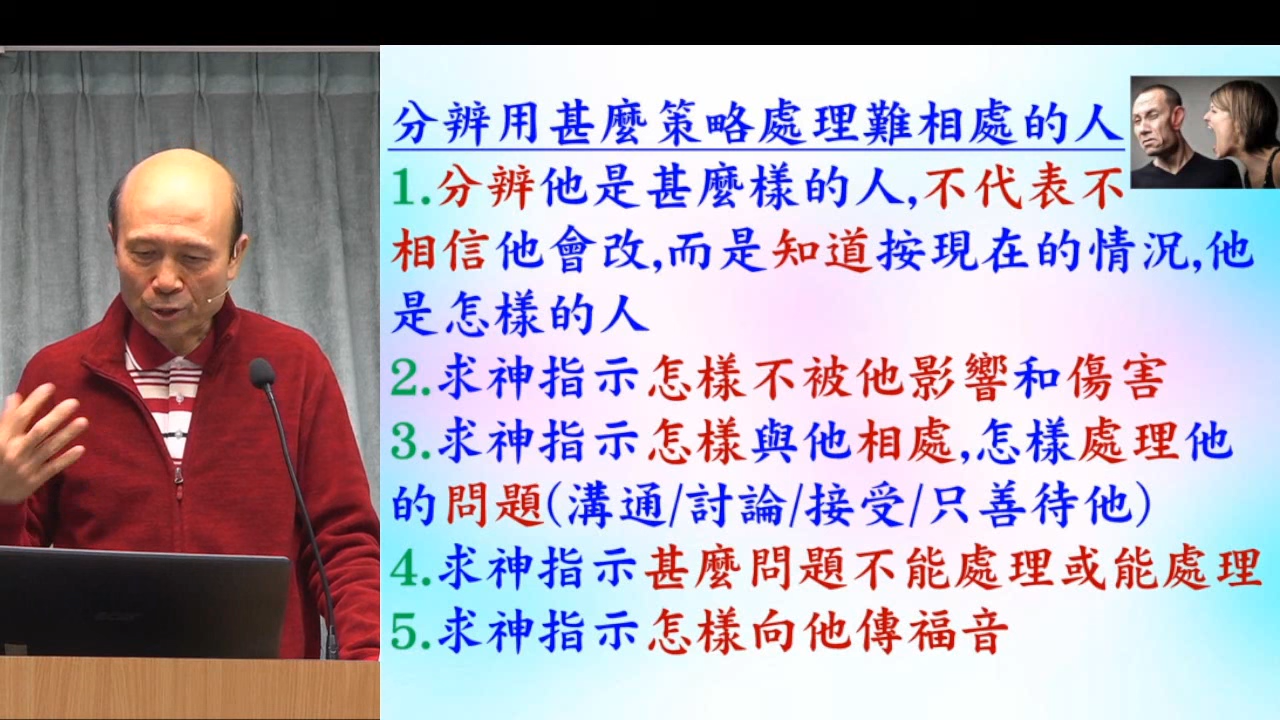 分辨用甚麼策略處理難相處的人
1.分辨他是甚麼樣的人,不代表不
相信他會改,而是知道按現在的情況,他
是怎樣的人
2.求神指示怎樣不被他影響和傷害
3.求神指示怎樣與他相處,怎樣處理他
的問題(溝通/討論/接受/只善待他)
4.求神指示甚麼問題不能處理或能處理
5.求神指示怎樣向他傳福音